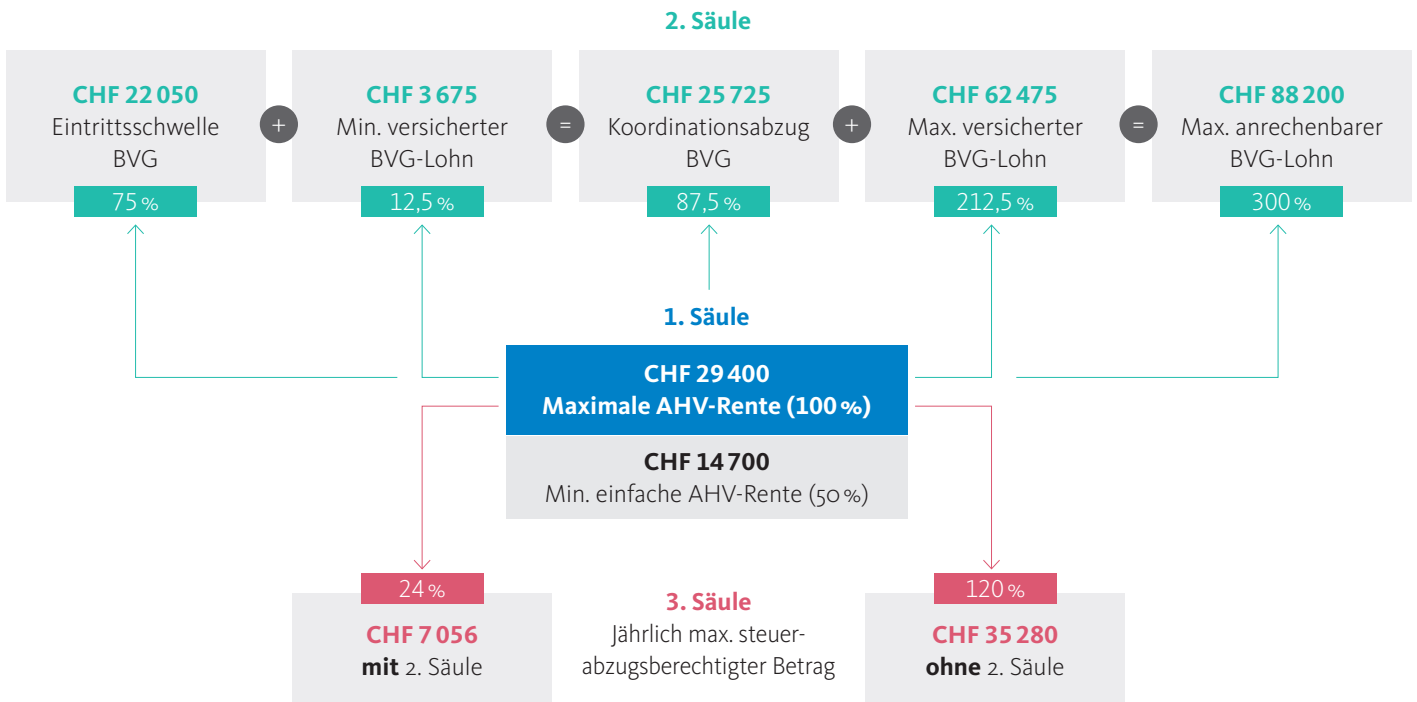 2. Säule
CHF 22 050
Eintrittsschwelle
BVG
75 %
+
CHF 3 675
Min. versicherter
BVG-Lohn
12,5 %
=
CHF 25 725
Koordinationsabzug
BVG
87,5 %
+
CHF 62 475
Max. versicherter
BVG-Lohn
212,5 %
=
CHF 88 200
Max. anrechenbarer
BVG-Lohn
300 %
1. Säule
CHF 29 400
Maximale AHV-Rente (100 %)
CHF 14 700
Min. einfache AHV-Rente (50 %)
24 %
CHF 7 056
mit 2. Säule
3. Säule
Jährlich max. steuer-
abzugsberechtigter Betrag
120 %
CHF 35 280
ohne 2. Säule